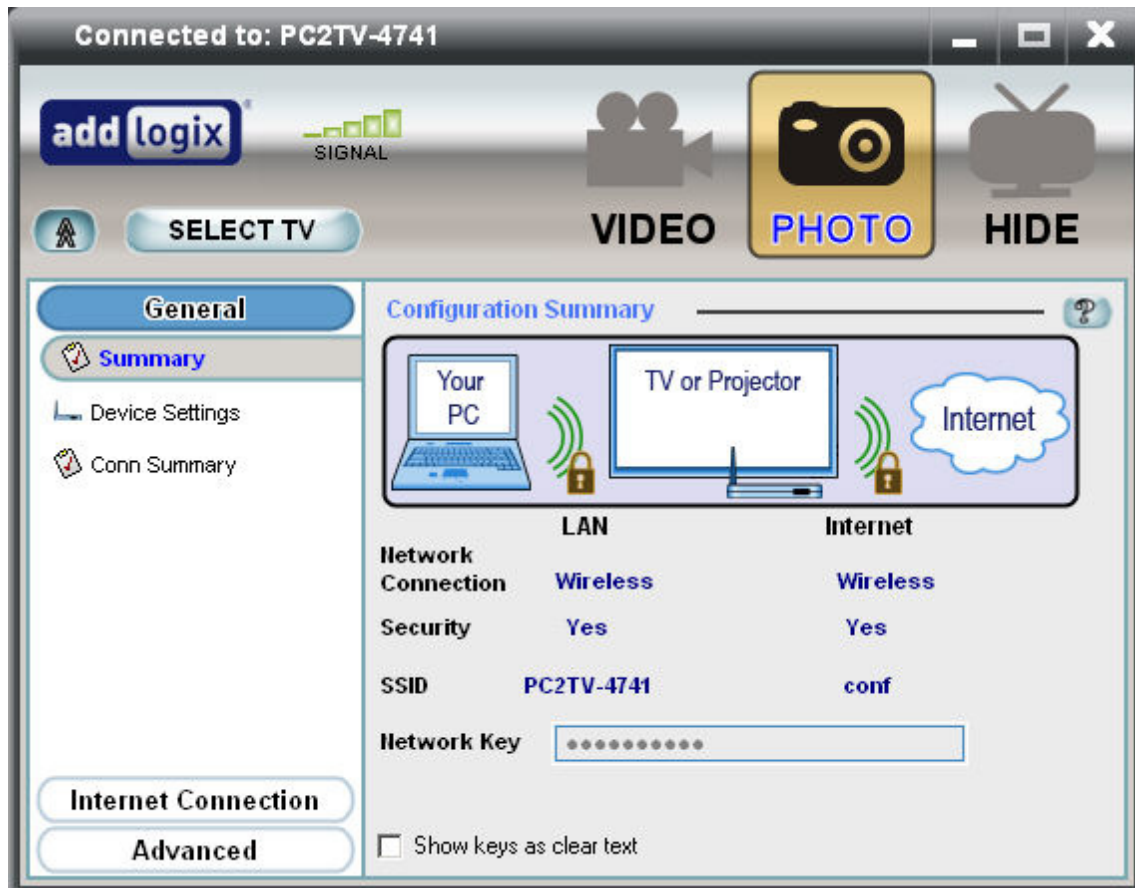 Connected to: PC2TV-4741
add logix®
SIGNAL
SELECT TV
VIDEO
PHOTO
HIDE
General
Summary
Device Settings
Conn Summary
Internet Connection
Advanced
Configuration Summary
?
Your
PC
TV or Projector
Internet
LAN Internet
Network
Connection Wireless Wireless
Security Yes Yes
SSID PC2TV-4741 conf
Network Key ●●●●●●●●●●
Show keys as clear text